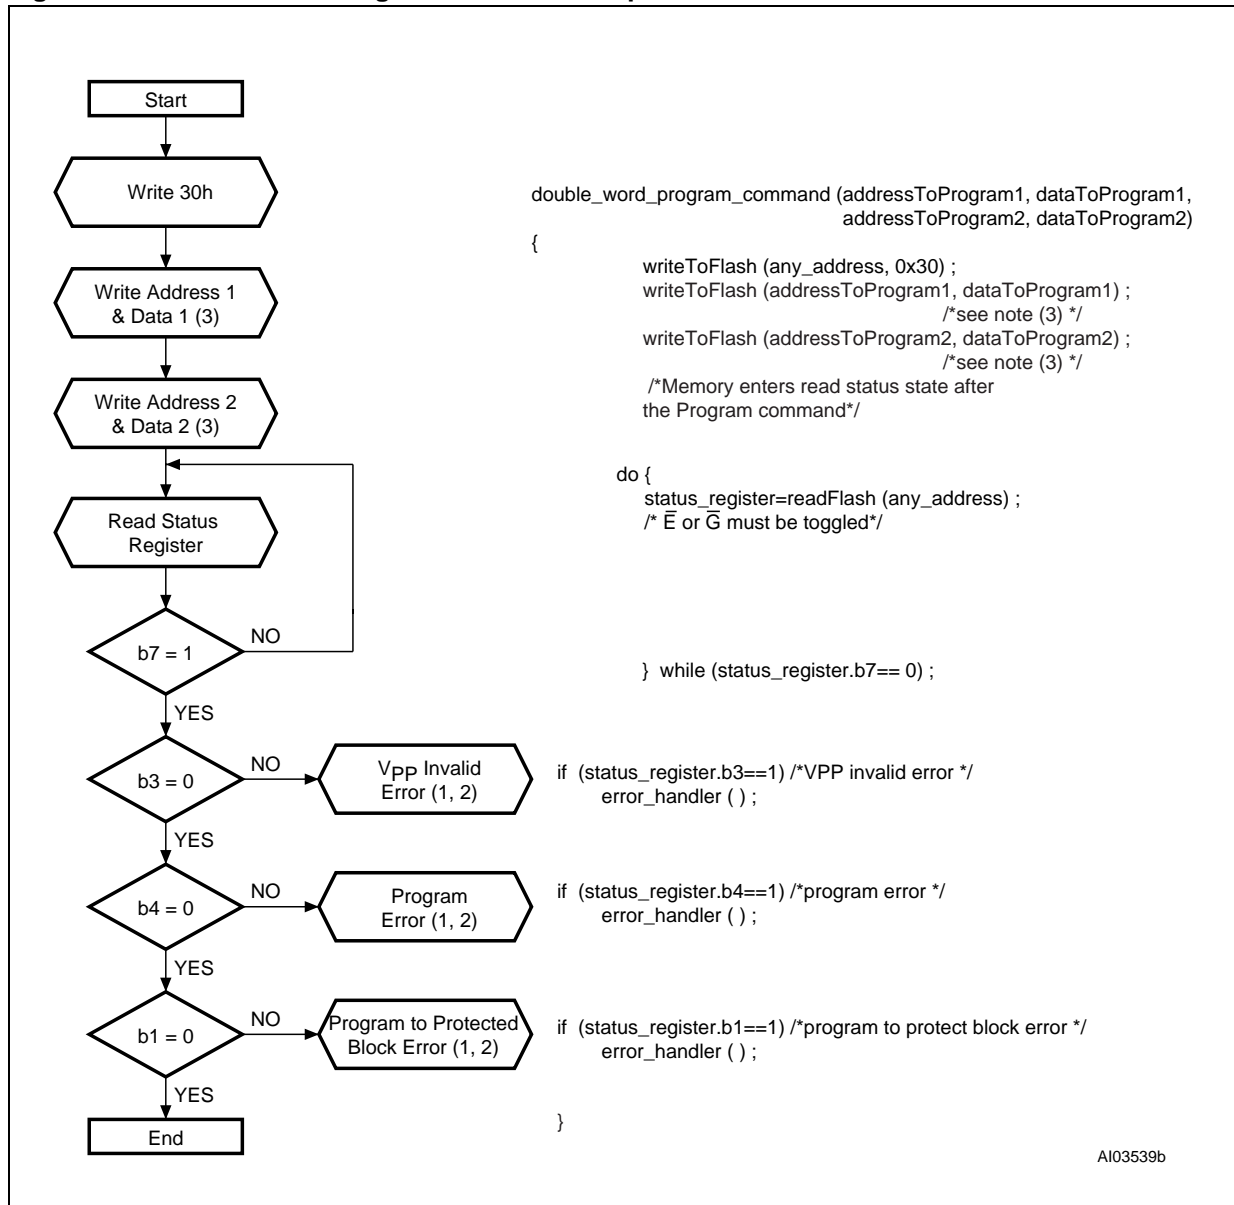 Start
Write 30h
Write Address 1
& Data 1 (3)
Write Address 2
& Data 2 (3)
Read Status
Register
b7 = 1
NO
YES
b3 = 0
NO
VPP Invalid
Error (1, 2)
YES
b4 = 0
NO
Program
Error (1, 2)
YES
b1 = 0
NO
Program to Protected
Block Error (1, 2)
YES
End
double_word_program_command (addressToProgram1, dataToProgram1,
addressToProgram2, dataToProgram2)
{
writeToFlash (any_address, 0x30) ;
writeToFlash (addressToProgram1, dataToProgram1) ;
/*see note (3) */
writeToFlash (addressToProgram2, dataToProgram2) ;
/*see note (3) */
/*Memory enters read status state after
the Program command*/
do {
status_register=readFlash (any_address) ;
/* E̅ or G̅ must be toggled*/
} while (status_register.b7== 0) ;
if (status_register.b3==1) /*VPP invalid error */
error_handler ( ) ;
if (status_register.b4==1) /*program error */
error_handler ( ) ;
if (status_register.b1==1) /*program to protect block error */
error_handler ( ) ;
}
AI03539b